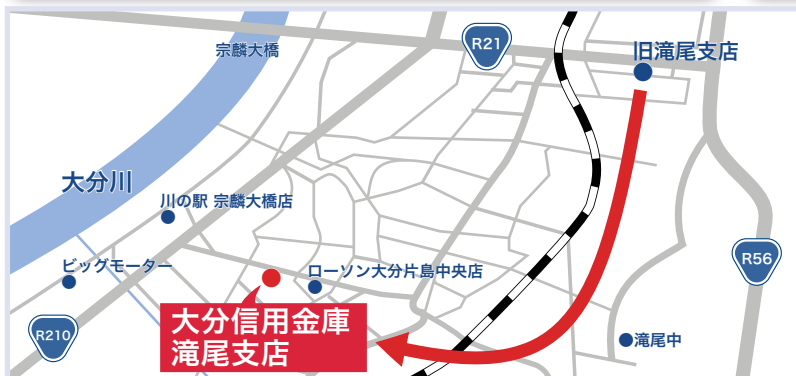 宗麟大橋
R21
旧滝尾支店
大分川
川の駅 宗麟大橋店
ビッグモーター
ローソン大分片島中央店
R56
大分信用金庫
滝尾支店
R210
滝尾中